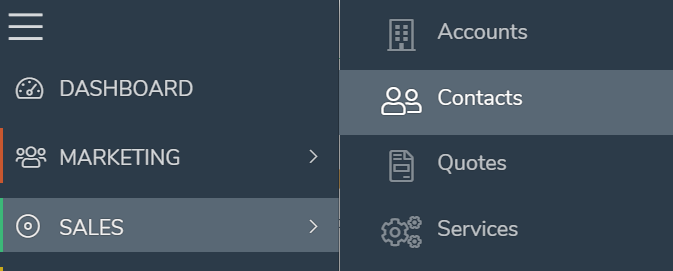 DASHBOARD
MARKETING
SALES
Accounts
Contacts
Quotes
Services